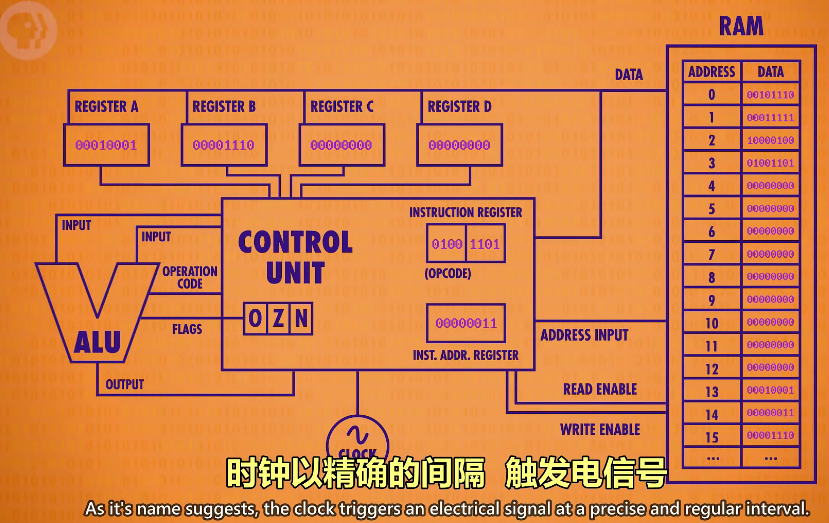 RAM
DATA
ADDRESS DATA
0 00101110
1 00011111
2 10000100
3 01001101
4 00000000
5 00000000
6 00000000
7 00000000
8 00000000
9 00000000
10 00000000
11 00000000
12 00000000
13 00010001
14 00000011
15 00001110
... ...
REGISTER A
00010001
REGISTER B
00001110
REGISTER C
00000000
REGISTER D
00000000
INPUT
INPUT
OPERATION
CODE
ALU
FLAGS
OUTPUT
CONTROL
UNIT
O Z N
INSTRUCTION REGISTER
0100 1101
(OPCODE)
00000011
INST. ADDR. REGISTER
ADDRESS INPUT
READ ENABLE
WRITE ENABLE
CLOCK
时钟以精确的间隔 触发电信号
As it's name suggests, the clock triggers an electrical signal at a precise and regular interval.